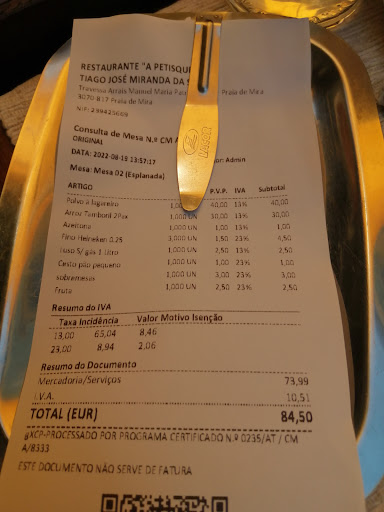 RESTAURANTE "A PETISQU
TIAGO JOSÉ MIRANDA DA
Travessa Arrais Manuel Maria Praia de Mira
3070-817 Praia de Mira
NIF: 239425669
Consulta de Mesa N.º CM A
ORIGINAL
DATA: 2022-08-19 13:57:17 Admin
Mesa: Mesa 02 (Esplanada)
ARTIGO P.V.P. IVA Subtotal
Polvo à lagareiro 1,00 40,00 13% 40,00
Arroz Tamboril 2Pax 1,000 UN 30,00 13% 30,00
Azeitona 1,000 UN 1,00 23% 1,00
Fino Heineken 0.25 3,000 UN 1,50 23% 4,50
Luso S/ gás 1 Litro 1,000 UN 2,50 13% 2,50
Cesto pão pequeno 1,000 UN 1,00 23% 1,00
sobremesas 1,000 UN 3,00 23% 3,00
Fruta 1,000 UN 2,50 23% 2,50
Resumo do IVA
Taxa Incidência Valor Motivo Isenção
13,00 65,04 8,46
23,00 8,94 2,06
Resumo do Documento
Mercadoria/Serviços 73,99
I.V.A. 10,51
TOTAL (EUR) 84,50
gXCP-PROCESSADO POR PROGRAMA CERTIFICADO N.º 0235/AT / CM
A/8333
ESTE DOCUMENTO NÃO SERVE DE FATURA